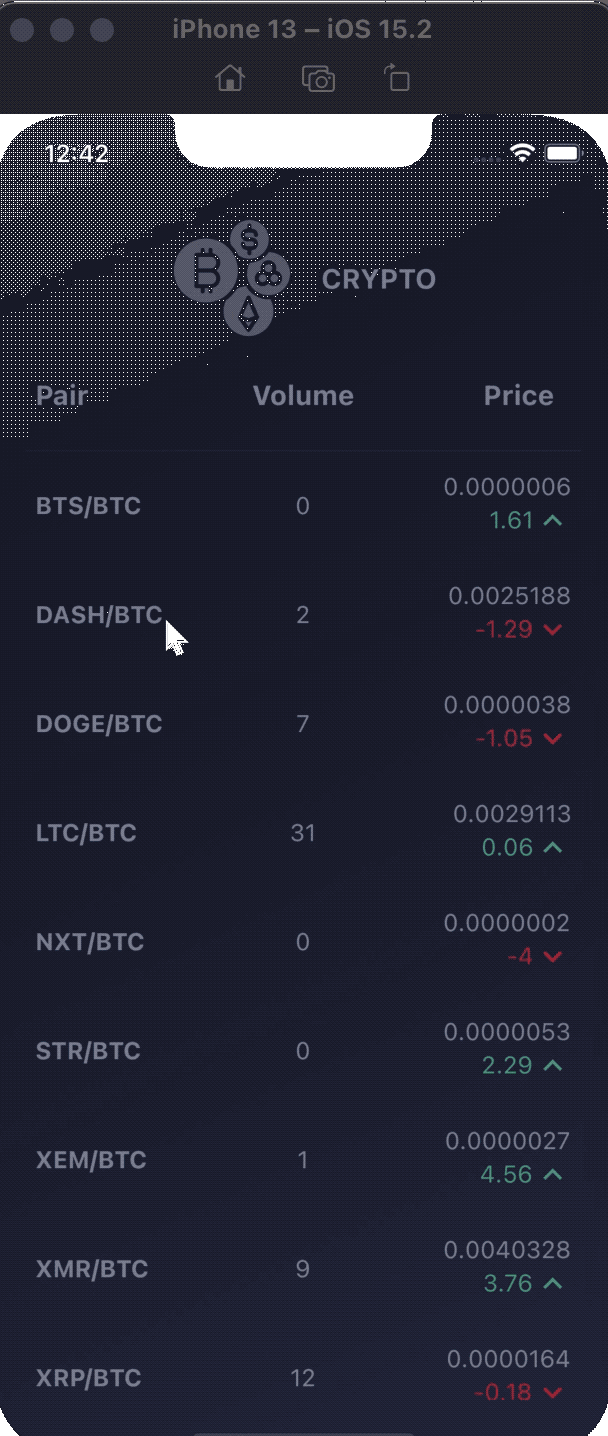 iPhone 13 – iOS 15.2
12:42
CRYPTO
Pair Volume Price
BTS/BTC 0 0.0000006
1.61
DASH/BTC 2 0.0025188
-1.29
DOGE/BTC 7 0.0000038
-1.05
LTC/BTC 31 0.0029113
0.06
NXT/BTC 0 0.0000002
-4
STR/BTC 0 0.0000053
2.29
XEM/BTC 1 0.0000027
4.56
XMR/BTC 9 0.0040328
3.76
XRP/BTC 12 0.0000164
-0.18